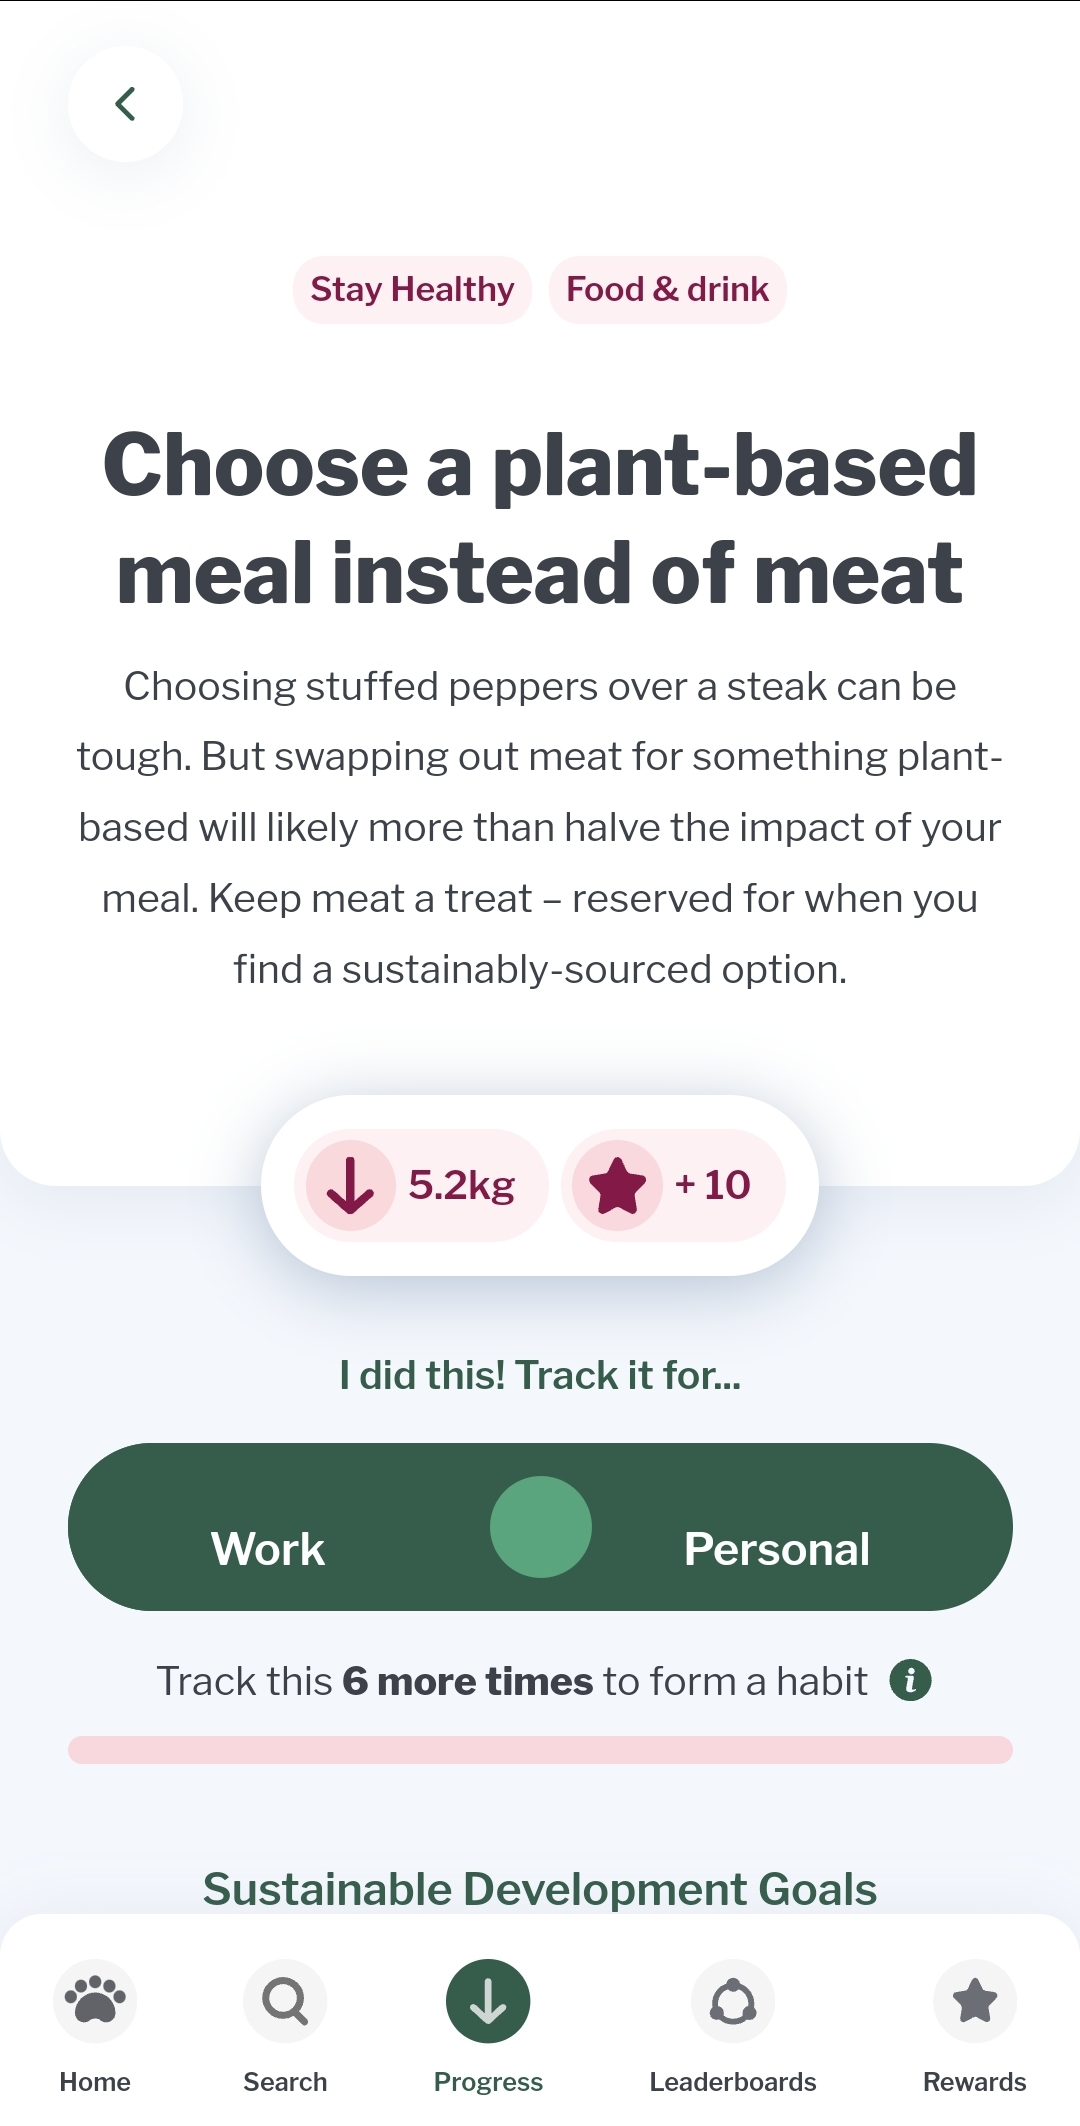 Stay Healthy Food & drink
Choose a plant-based
meal instead of meat
Choosing stuffed peppers over a steak can be
tough. But swapping out meat for something plant-
based will likely more than halve the impact of your
meal. Keep meat a treat – reserved for when you
find a sustainably-sourced option.
5.2kg + 10
I did this! Track it for...
Work Personal
Track this 6 more times to form a habit i
Sustainable Development Goals
Home Search Progress Leaderboards Rewards